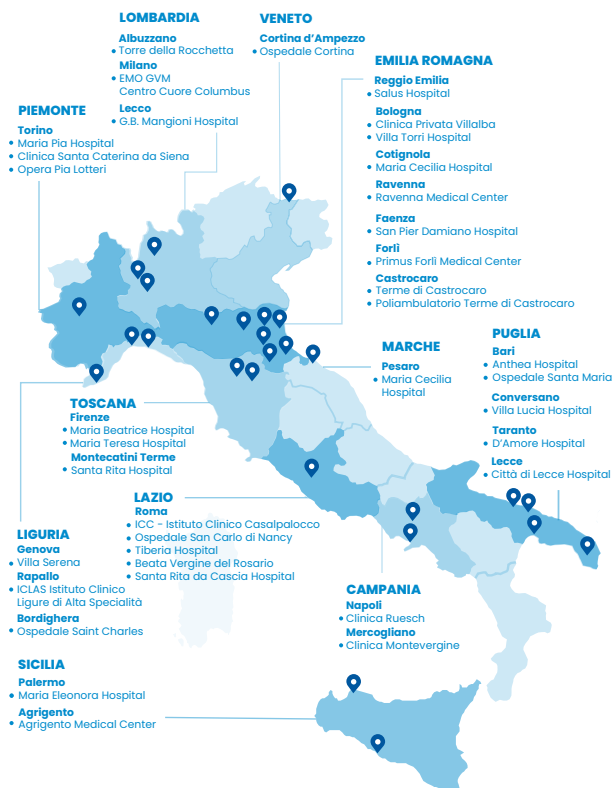 LOMBARDIA
Albuzzano
Torre della Rocchetta
Milano
EMO GVM
Centro Cuore Columbus
Lecco
G.B. Mangioni Hospital
VENETO
Cortina d'Ampezzo
Ospedale Cortina
EMILIA ROMAGNA
Reggio Emilia
Salus Hospital
Bologna
Clinica Privata Villalba
Villa Torri Hospital
Cotignola
Maria Cecilia Hospital
Ravenna
Ravenna Medical Center
Faenza
San Pier Damiano Hospital
Forlì
Primus Forlì Medical Center
Castrocaro
Terme di Castrocaro
Poliambulatorio Terme di Castrocaro
PIEMONTE
Torino
Maria Pia Hospital
Clinica Santa Caterina da Siena
Opera Pia Lotteri
MARCHE
Pesaro
Maria Cecilia
Hospital
PUGLIA
Bari
Anthea Hospital
Ospedale Santa Maria
Conversano
Villa Lucia Hospital
Taranto
D'Amore Hospital
Lecce
Città di Lecce Hospital
TOSCANA
Firenze
Maria Beatrice Hospital
Maria Teresa Hospital
Montecatini Terme
Santa Rita Hospital
LAZIO
Roma
ICC - Istituto Clinico Casalpalocco
Ospedale San Carlo di Nancy
Tiberia Hospital
Beata Vergine del Rosario
Santa Rita da Cascia Hospital
LIGURIA
Genova
Villa Serena
Rapallo
ICLAS Istituto Clinico
Ligure di Alta Specialità
Bordighera
Ospedale Saint Charles
CAMPANIA
Napoli
Clinica Ruesch
Mercogliano
Clinica Montevergine
SICILIA
Palermo
Maria Eleonora Hospital
Agrigento
Agrigento Medical Center